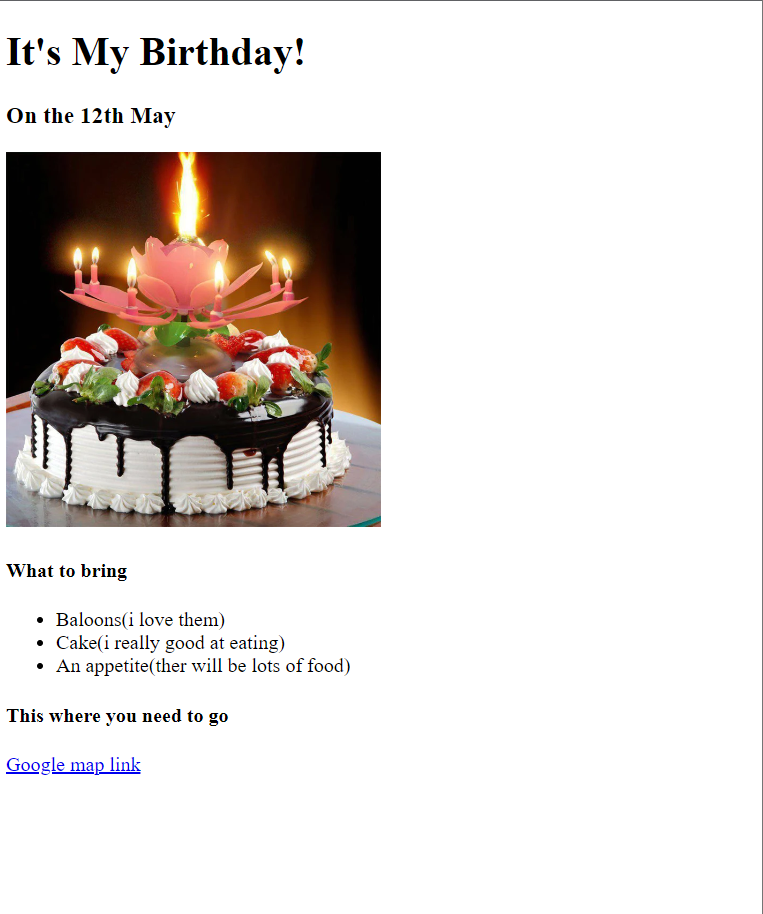 It's My Birthday!
On the 12th May
What to bring
Baloons(i love them)
Cake(i really good at eating)
An appetite(ther will be lots of food)
This where you need to go
Google map link